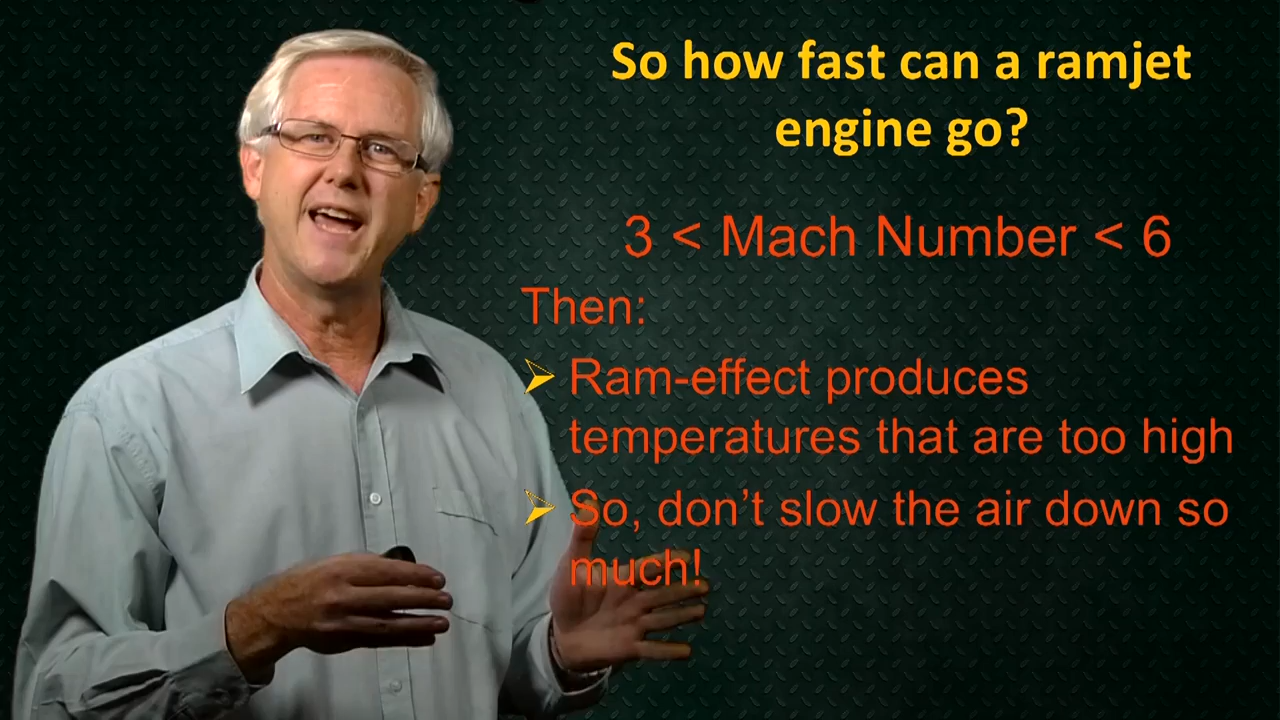 So how fast can a ramjet
engine go?
3 < Mach Number < 6
Then:
Ram-effect produces
temperatures that are too high
So, don’t slow the air down so
much!